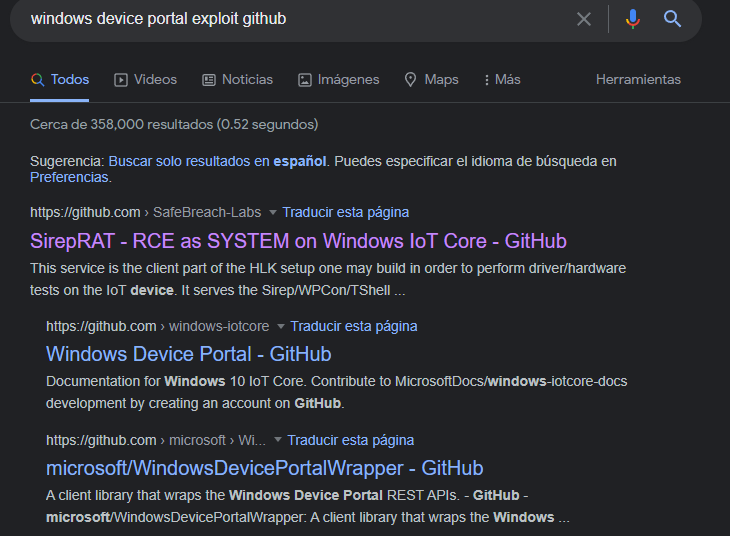 windows device portal exploit github
Todos Videos Noticias Imágenes Maps Más Herramientas
Cerca de 358,000 resultados (0.52 segundos)
Sugerencia: Buscar solo resultados en español. Puedes especificar el idioma de búsqueda en
Preferencias.
https://github.com › SafeBreach-Labs Traducir esta página
SirepRAT - RCE as SYSTEM on Windows IoT Core - GitHub
This service is the client part of the HLK setup one may build in order to perform driver/hardware
tests on the IoT device. It serves the Sirep/WPCon/TShell ...
https://github.com › windows-iotcore Traducir esta página
Windows Device Portal - GitHub
Documentation for Windows 10 IoT Core. Contribute to MicrosoftDocs/windows-iotcore-docs
development by creating an account on GitHub.
https://github.com › microsoft › Wi... Traducir esta página
microsoft/WindowsDevicePortalWrapper - GitHub
A client library that wraps the Windows Device Portal REST APIs. - GitHub -
microsoft/WindowsDevicePortalWrapper: A client library that wraps the Windows ...